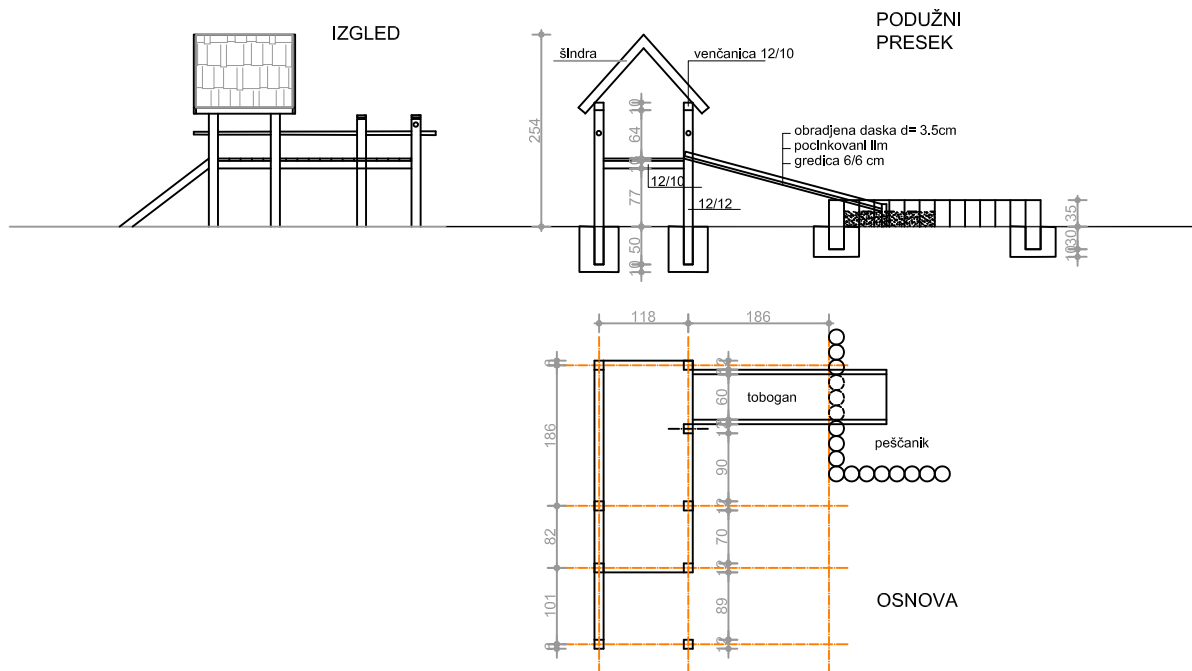 IZGLED
PODUŽNI
PRESEK
šindra
venčanica 12/10
254
10
64
77
50
10
obradjena daska d= 3.5cm
pocinkovani lim
gredica 6/6 cm
12/10
12/12
35
30
10
118
186
186
82
101
60
90
70
89
tobogan
peščanik
OSNOVA